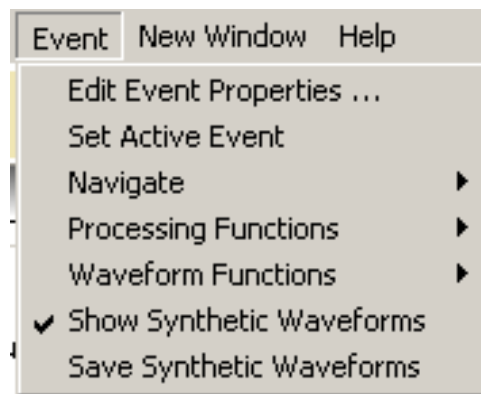 Event New Window Help
Edit Event Properties ...
Set Active Event
Navigate
Processing Functions
Waveform Functions
Show Synthetic Waveforms
Save Synthetic Waveforms